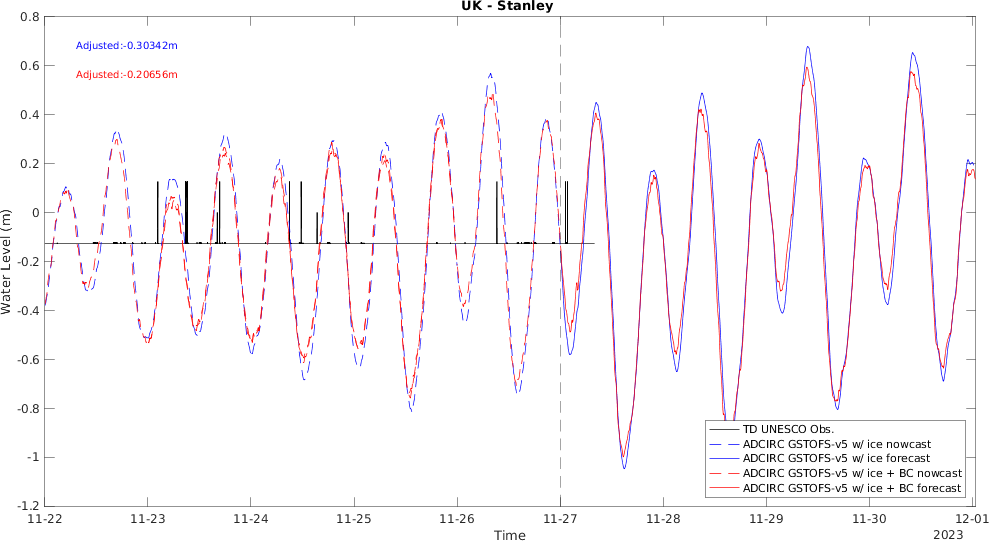 UK - Stanley
Adjusted:-0.30342m
Adjusted:-0.20656m
Water Level (m)
0.8
0.6
0.4
0.2
0
-0.2
-0.4
-0.6
-0.8
-1
-1.2
TD UNESCO Obs.
ADCIRC GSTOFS-v5 w/ ice nowcast
ADCIRC GSTOFS-v5 w/ ice forecast
ADCIRC GSTOFS-v5 w/ ice + BC nowcast
ADCIRC GSTOFS-v5 w/ ice + BC forecast
11-22 11-23 11-24 11-25 11-26 11-27 11-28 11-29 11-30 12-01
Time
2023